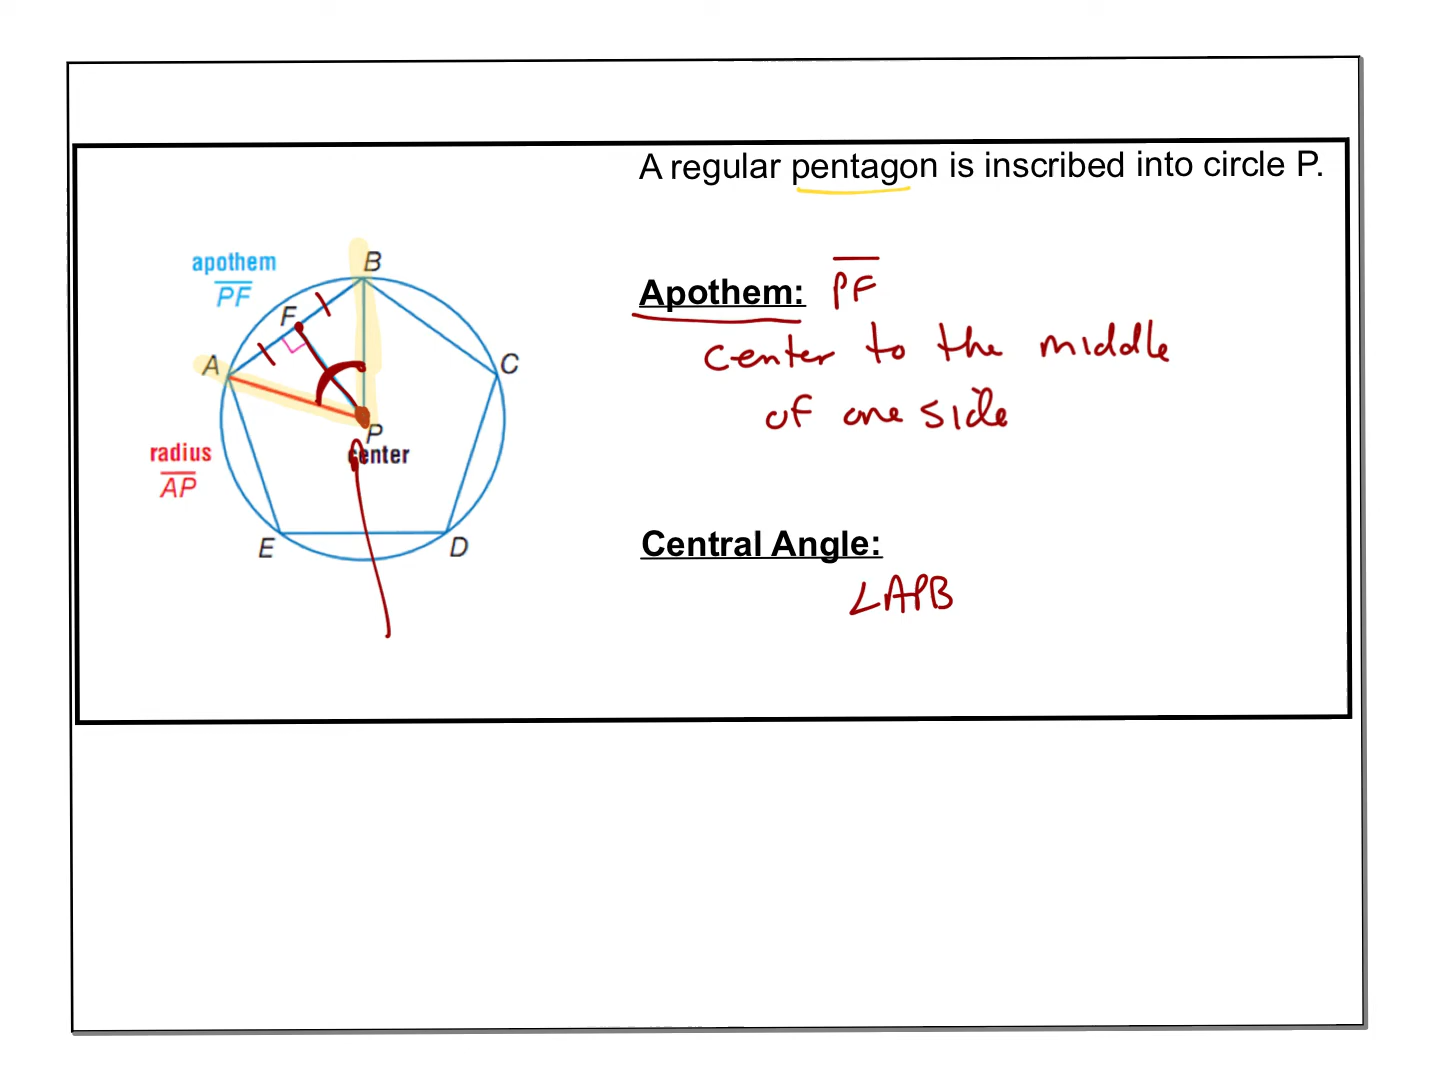 A regular pentagon is inscribed into circle P.
apothem
PF
B
F
A
C
P
center
radius
AP
E
D
Apothem: PF
center to the middle
of one side
Central Angle:
∠APB